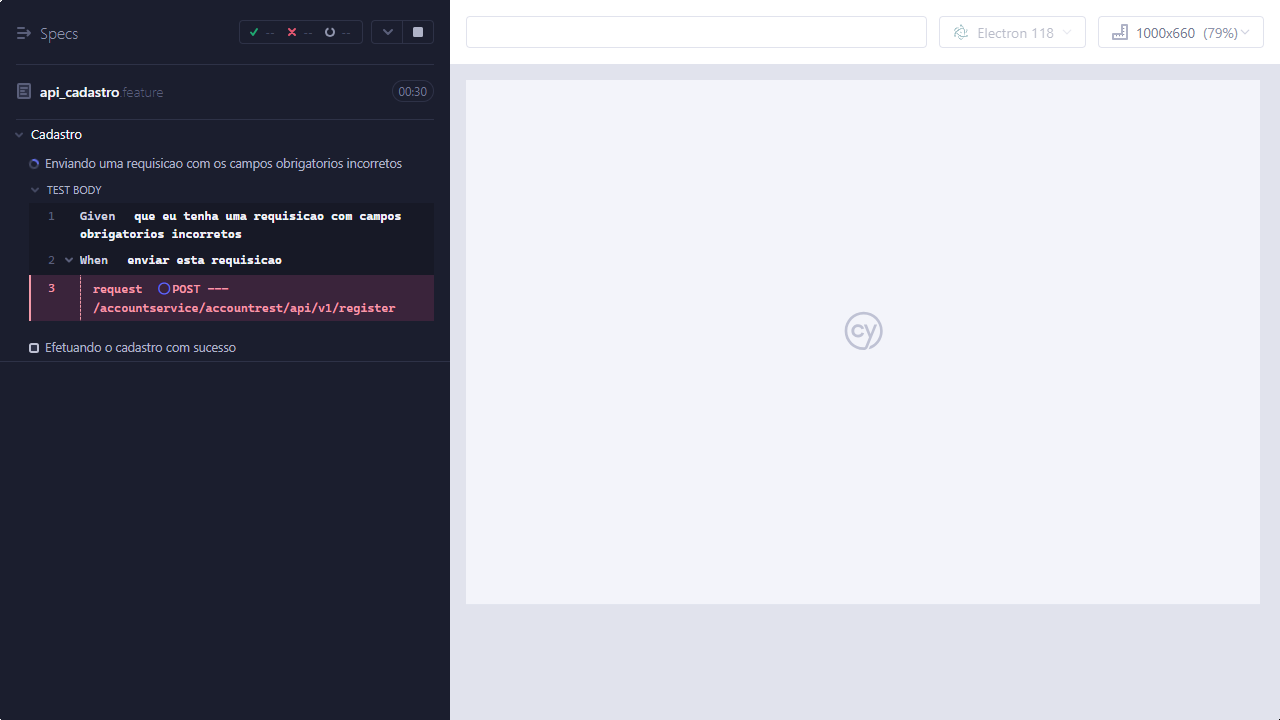 Specs
-- -- --
Electron 118
1000x660 (79%)
api_cadastro.feature
00:30
Cadastro
Enviando uma requisicao com os campos obrigatorios incorretos
TEST BODY
1 Given que eu tenha uma requisicao com campos
obrigatorios incorretos
2 When enviar esta requisicao
3 request POST ---
/accountservice/accountrest/api/v1/register
Efetuando o cadastro com sucesso
cy